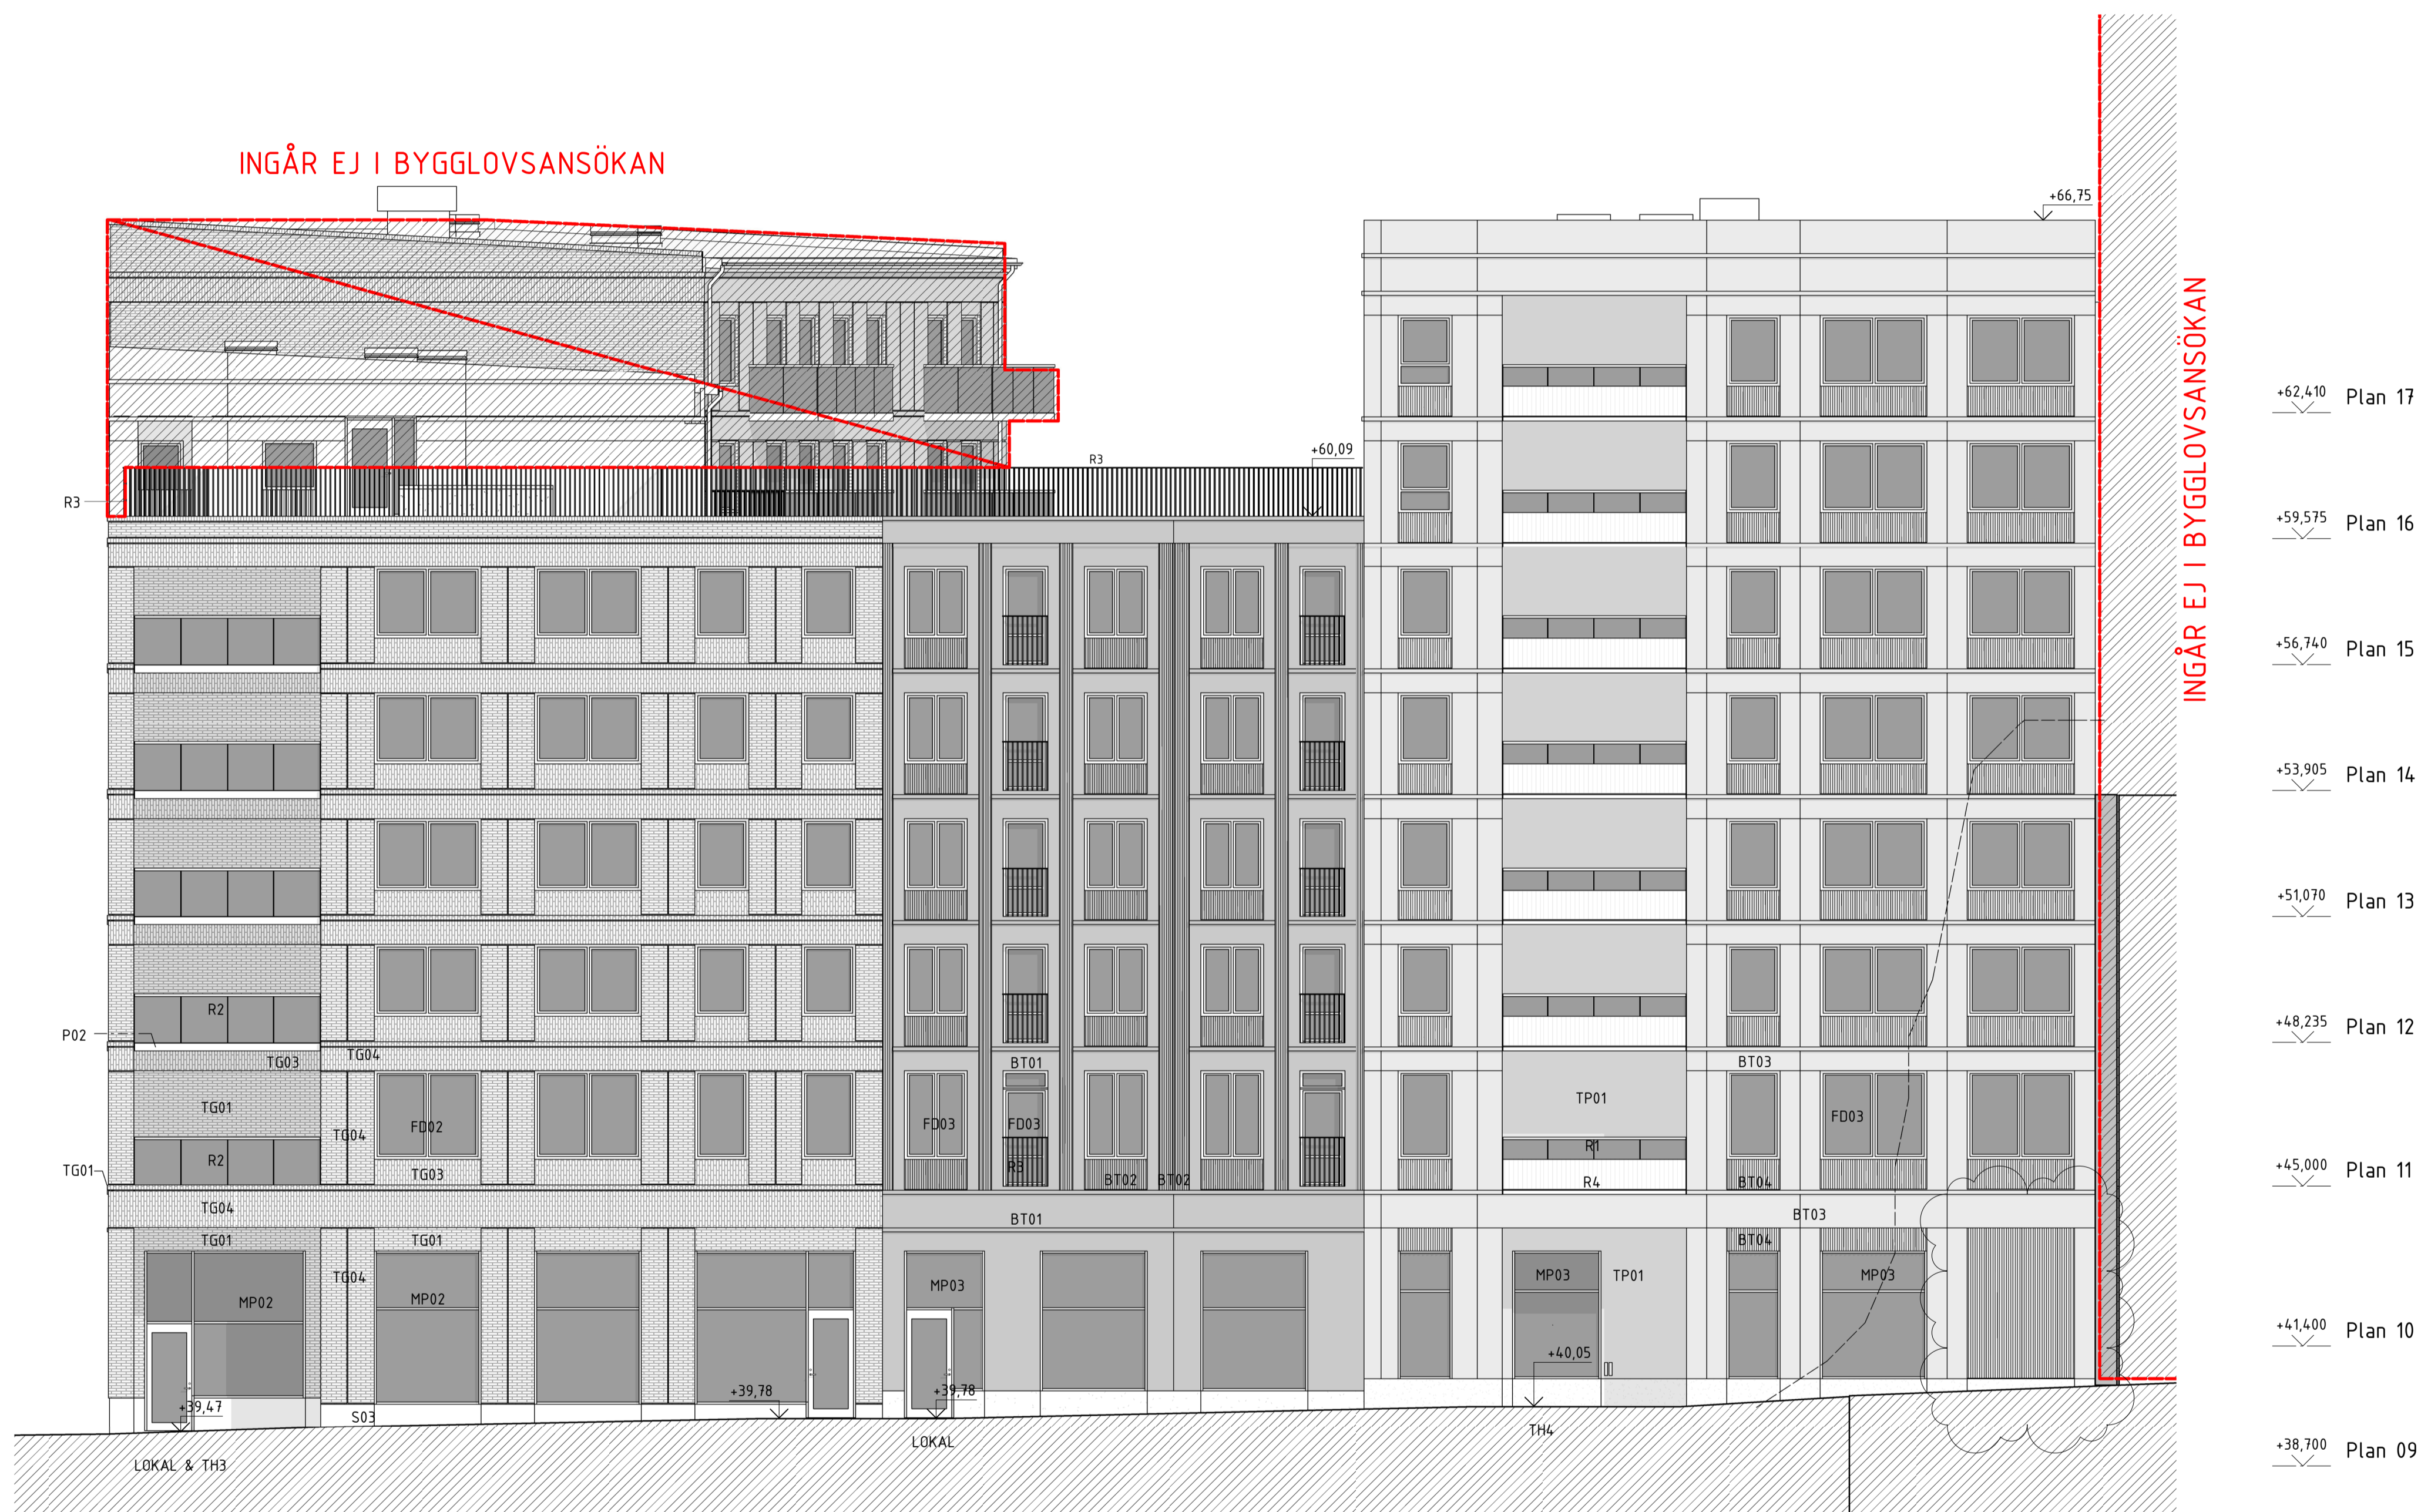 INGÅR EJ I BYGGLOVSANSÖKAN
+66,75
INGÅR EJ I BYGGLOVSANSÖKAN
+62,410 Plan 17
+60,09
R3
R3
+59,575 Plan 16
+56,740 Plan 15
+53,905 Plan 14
+51,070 Plan 13
R2
P02
+48,235 Plan 12
TG03
TG04
BT01
BT03
TG01
TP01
TG04
FD02
FD03
FD03
FD03
R2
R1
TG01
TG03
R3
BT02
BT02
R4
BT04
+45,000 Plan 11
TG04
BT01
BT03
TG01
TG01
BT04
TG04
MP02
MP02
MP03
MP03
TP01
MP03
+41,400 Plan 10
+40,05
+39,78
+39,78
+39,47
S03
LOKAL
TH4
LOKAL & TH3
+38,700 Plan 09